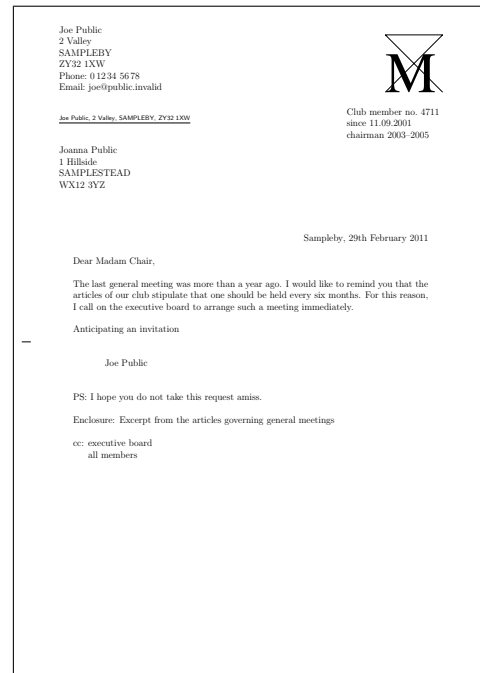 Joe Public
2 Valley
SAMPLEBY
ZY32 1XW
Phone: 0 12 34 56 78
Email: joe@public.invalid
M
Club member no. 4711
since 11.09.2001
chairman 2003–2005
Joe Public, 2 Valley, SAMPLEBY, ZY32 1XW
Joanna Public
1 Hillside
SAMPLESTEAD
WX12 3YZ
Sampleby, 29th February 2011
Dear Madam Chair,
The last general meeting was more than a year ago. I would like to remind you that the
articles of our club stipulate that one should be held every six months. For this reason,
I call on the executive board to arrange such a meeting immediately.
Anticipating an invitation
Joe Public
PS: I hope you do not take this request amiss.
Enclosure: Excerpt from the articles governing general meetings
cc: executive board
all members